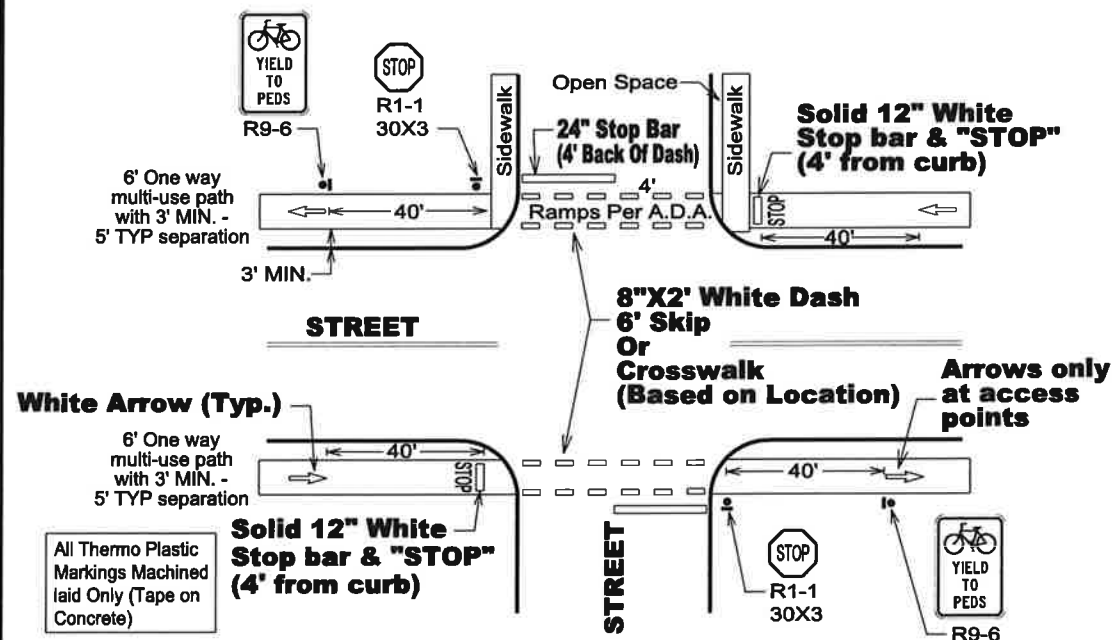 YIELD
TO
PEDS
R9-6
STOP
R1-1
30X3
Sidewalk
Open Space
24" Stop Bar
(4' Back Of Dash)
Sidewalk
Solid 12" White
Stop bar & "STOP"
(4' from curb)
6' One way
multi-use path
with 3' MIN. -
5' TYP separation
40'
4'
Ramps Per A.D.A.
STOP
40'
3' MIN.
STREET
8"X2' White Dash
6' Skip
Or
Crosswalk
(Based on Location)
Arrows only
at access
points
White Arrow (Typ.)
6' One way
multi-use path
with 3' MIN. -
5' TYP separation
40'
STOP
40'
Solid 12" White
Stop bar & "STOP"
(4' from curb)
All Thermo Plastic
Markings Machined
laid Only (Tape on
Concrete)
STREET
STOP
R1-1
30X3
YIELD
TO
PEDS
R9-6